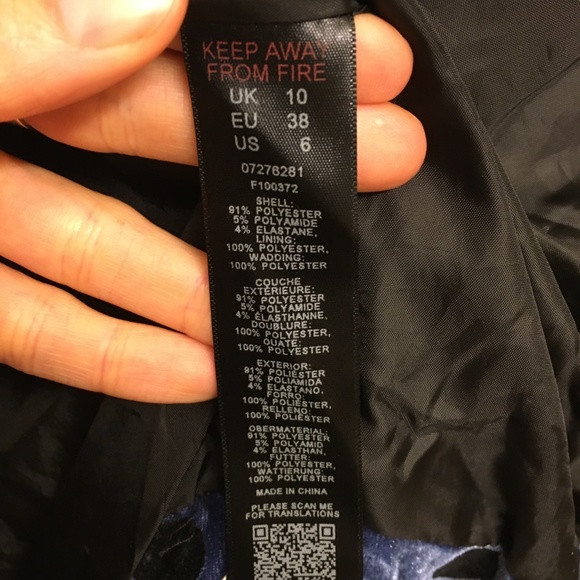 KEEP AWAY
FROM FIRE
UK 10
EU 38
US 6
07276281
F100372
SHELL:
91% POLYESTER
5% POLYAMIDE
4% ELASTANE,
LINING:
100% POLYESTER,
WADDING:
100% POLYESTER
COUCHE
EXTÉRIEURE:
91% POLYESTER
5% POLYAMIDE
4% ÉLASTHANNE,
DOUBLURE:
100% POLYESTER,
OUATE:
100% POLYESTER
EXTERIOR:
91% POLIÉSTER
5% POLIAMIDA
4% ELASTANO,
FORRO:
100% POLIÉSTER,
RELLENO:
100% POLIÉSTER
OBERMATERIAL:
91% POLYESTER
5% POLYAMID
4% ELASTHAN,
FUTTER:
100% POLYESTER,
WATTIERUNG:
100% POLYESTER
MADE IN CHINA
PLEASE SCAN ME
FOR TRANSLATIONS